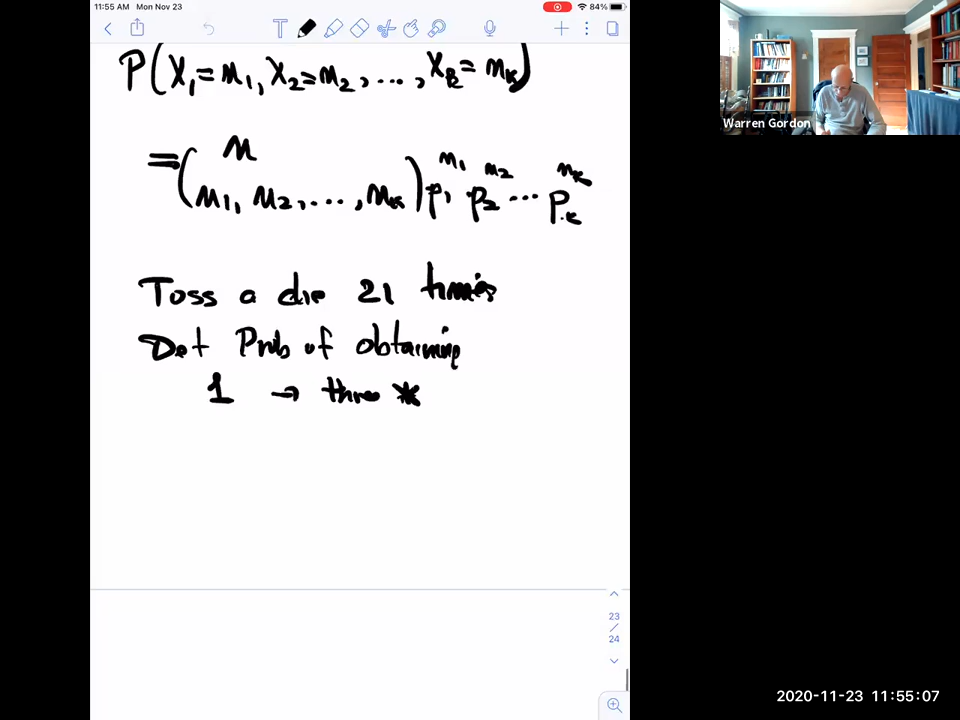 11:55 AM Mon Nov 23
84%
P(X₁=n₁, X₂=n₂, ..., Xₖ=nₖ)
=(n
n₁, n₂, ..., nₖ) p₁^n₁ p₂^n₂ ... pₖ^nₖ
Toss a die 21 times
Det Prob of obtaining
1 → three
23
/
24
Warren Gordon
2020-11-23 11:55:07